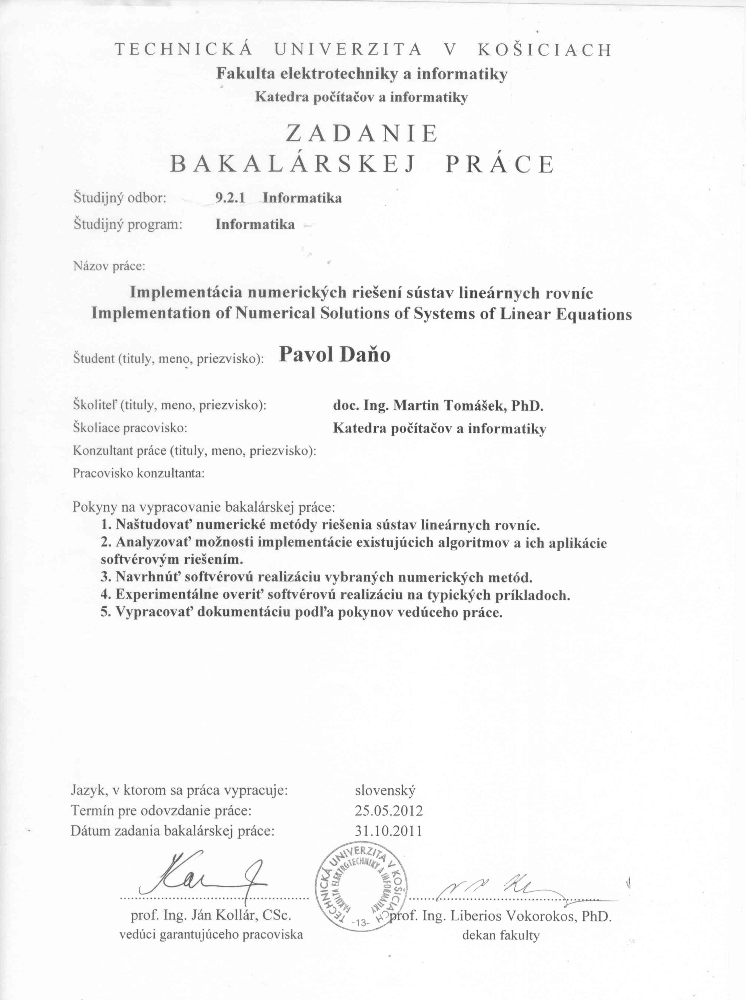 TECHNICKÁ UNIVERZITA V KOŠICIACH
Fakulta elektrotechniky a informatiky
Katedra počítačov a informatiky
ZADANIE
BAKALÁRSKEJ PRÁCE
Študijný odbor: 9.2.1 Informatika
Študijný program: Informatika
Názov práce:
Implementácia numerických riešení sústav lineárnych rovníc
Implementation of Numerical Solutions of Systems of Linear Equations
Študent (tituly, meno, priezvisko): Pavol Daňo
Školiteľ (tituly, meno, priezvisko): doc. Ing. Martin Tomášek, PhD.
Školiace pracovisko: Katedra počítačov a informatiky
Konzultant práce (tituly, meno, priezvisko):
Pracovisko konzultanta:
Pokyny na vypracovanie bakalárskej práce:
1. Naštudovať numerické metódy riešenia sústav lineárnych rovníc.
2. Analyzovať možnosti implementácie existujúcich algoritmov a ich aplikácie
softvérovým riešením.
3. Navrhnúť softvérovú realizáciu vybraných numerických metód.
4. Experimentálne overiť softvérovú realizáciu na typických príkladoch.
5. Vypracovať dokumentáciu podľa pokynov vedúceho práce.
Jazyk, v ktorom sa práca vypracuje: slovenský
Termín pre odovzdanie práce: 25.05.2012
Dátum zadania bakalárskej práce: 31.10.2011
TECHNICKÁ UNIVERZITA V KOŠICIACH
FAKULTA ELEKTROTECHNIKY A INFORMATIKY
-13-
prof. Ing. Ján Kollár, CSc. prof. Ing. Liberios Vokorokos, PhD.
vedúci garantujúceho pracoviska dekan fakulty